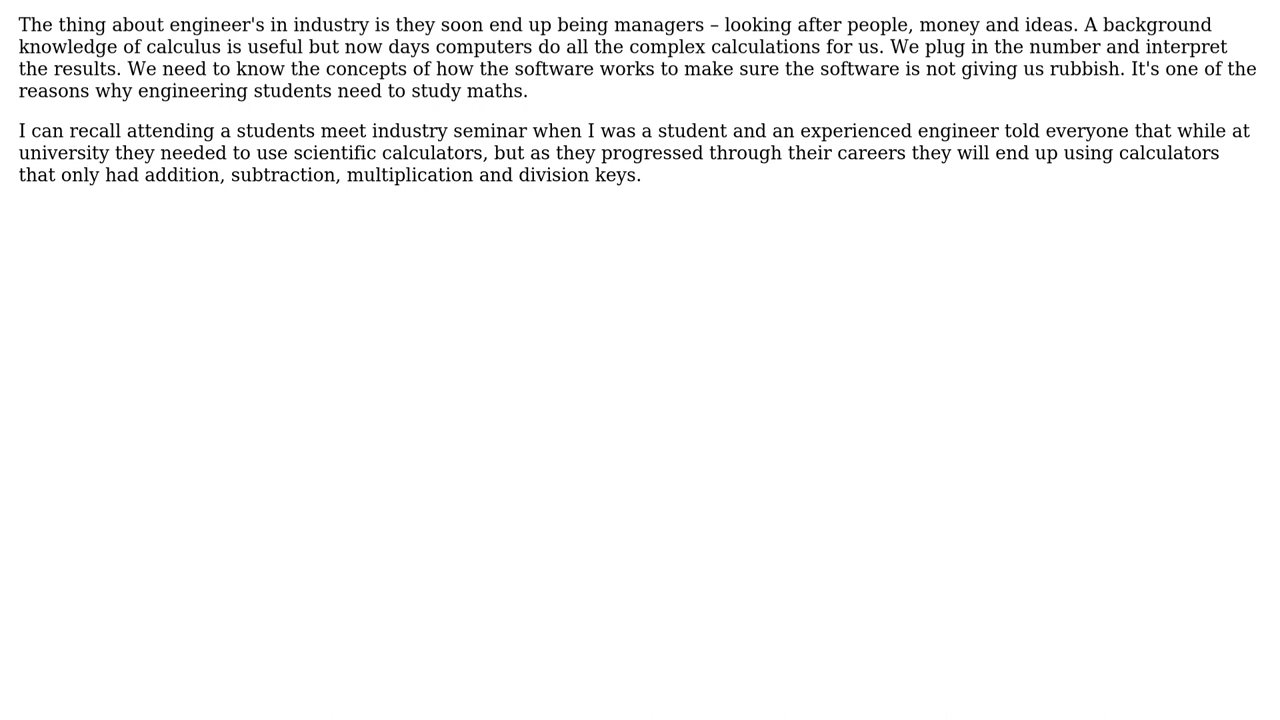 The thing about engineer's in industry is they soon end up being managers – looking after people, money and ideas. A background
knowledge of calculus is useful but now days computers do all the complex calculations for us. We plug in the number and interpret
the results. We need to know the concepts of how the software works to make sure the software is not giving us rubbish. It's one of the
reasons why engineering students need to study maths.
I can recall attending a students meet industry seminar when I was a student and an experienced engineer told everyone that while at
university they needed to use scientific calculators, but as they progressed through their careers they will end up using calculators
that only had addition, subtraction, multiplication and division keys.